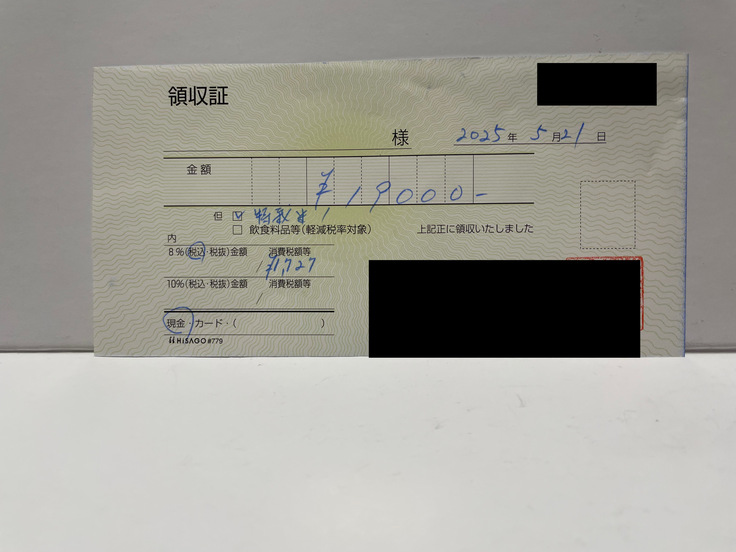 領収証
様
2025年5月21日
金額
¥19000-
但 ☑
☐ 飲食料品等(軽減税率対象)
上記正に領収いたしました
内
8%(税込・税抜)金額 消費税額等
/ ¥1,727
10%(税込・税抜)金額 消費税額等
/
現金・カード・( )
HISAGO #779